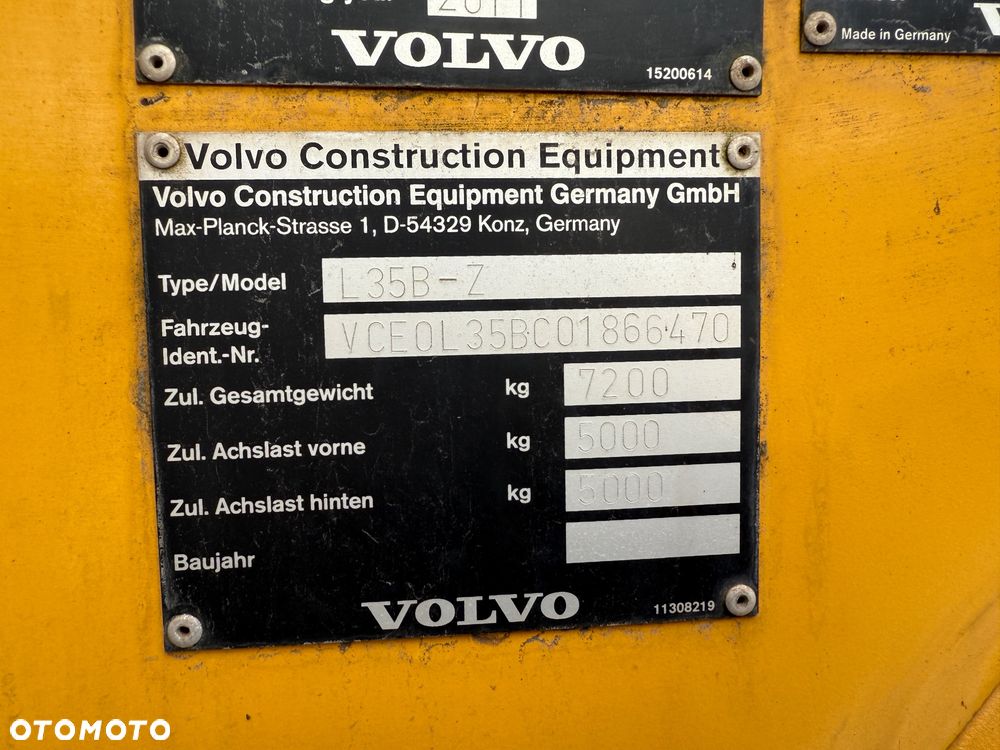 VOLVO
15200614
Made in Germany
Volvo Construction Equipment
Volvo Construction Equipment Germany GmbH
Max-Planck-Strasse 1, D-54329 Konz, Germany
Type/Model L35B-Z
Fahrzeug-
Ident.-Nr. VCE0L35BC01866470
Zul. Gesamtgewicht kg 7200
Zul. Achslast vorne kg 5000
Zul. Achslast hinten kg 5000
Baujahr
VOLVO
11308219
OTOMOTO